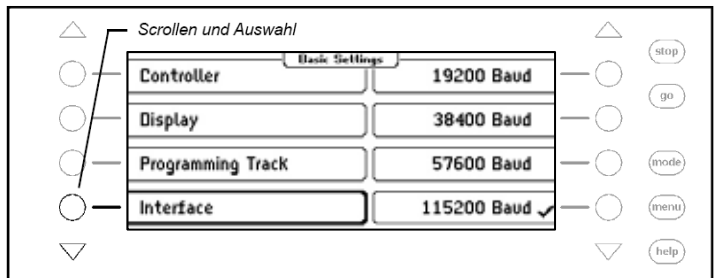 Scrollen und Auswahl
stop
Basic Settings
Controller 19200 Baud
go
Display 38400 Baud
Programming Track 57600 Baud
mode
Interface 115200 Baud ✓
menu
help